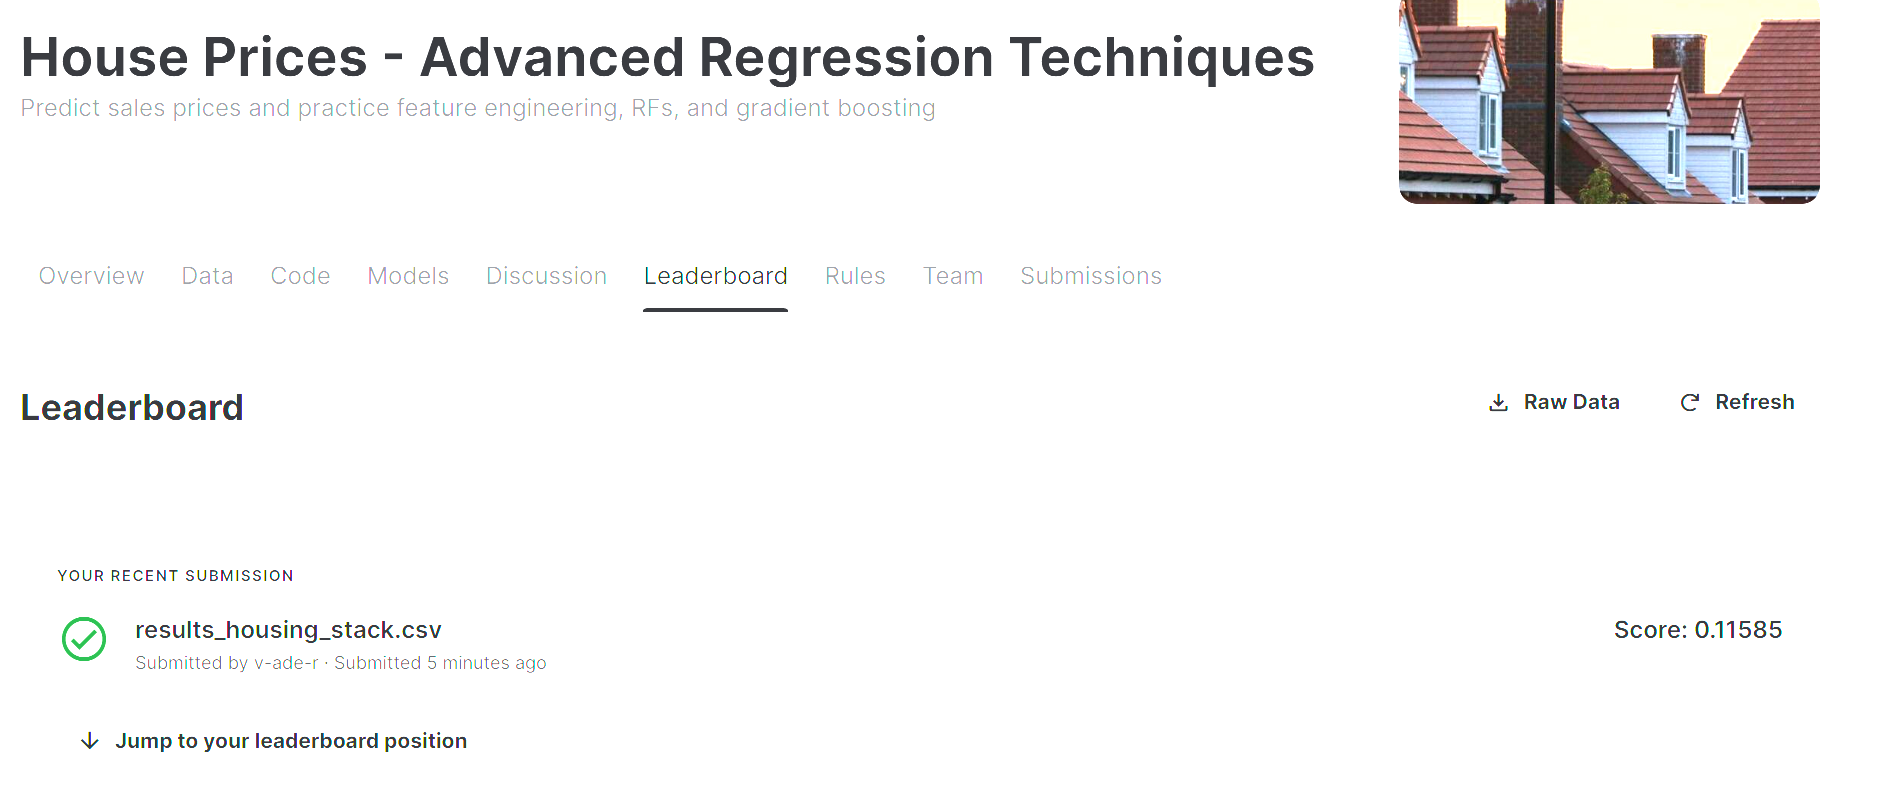 House Prices - Advanced Regression Techniques
Predict sales prices and practice feature engineering, RFs, and gradient boosting
Overview Data Code Models Discussion Leaderboard Rules Team Submissions
Leaderboard
Raw Data Refresh
YOUR RECENT SUBMISSION
results_housing_stack.csv Score: 0.11585
Submitted by v-ade-r · Submitted 5 minutes ago
Jump to your leaderboard position